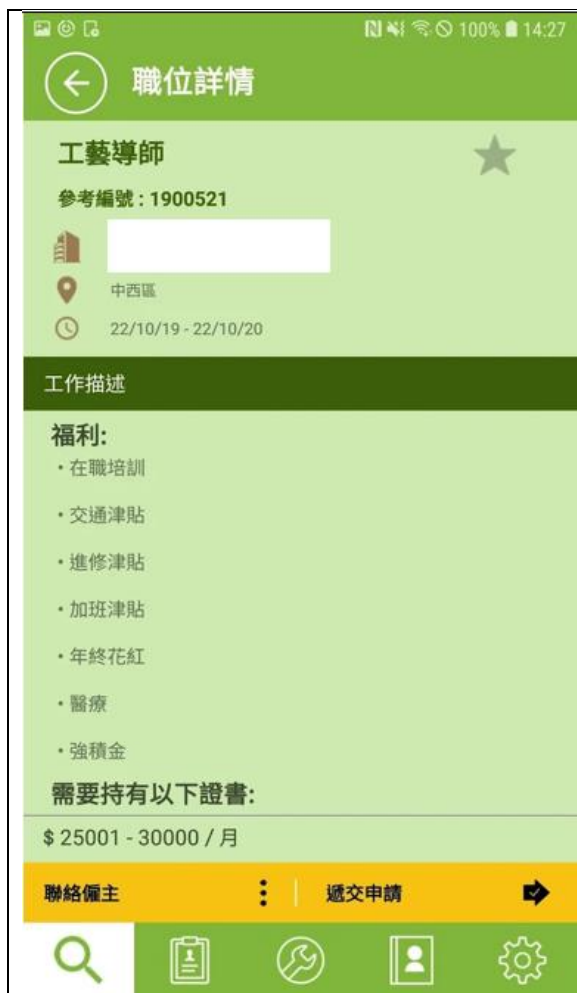 100% 14:27
職位詳情
工藝導師
參考編號 : 1900521
中西區
22/10/19 - 22/10/20
工作描述
福利:
• 在職培訓
• 交通津貼
• 進修津貼
• 加班津貼
• 年終花紅
• 醫療
• 強積金
需要持有以下證書:
$ 25001 - 30000 / 月
聯絡僱主
遞交申請